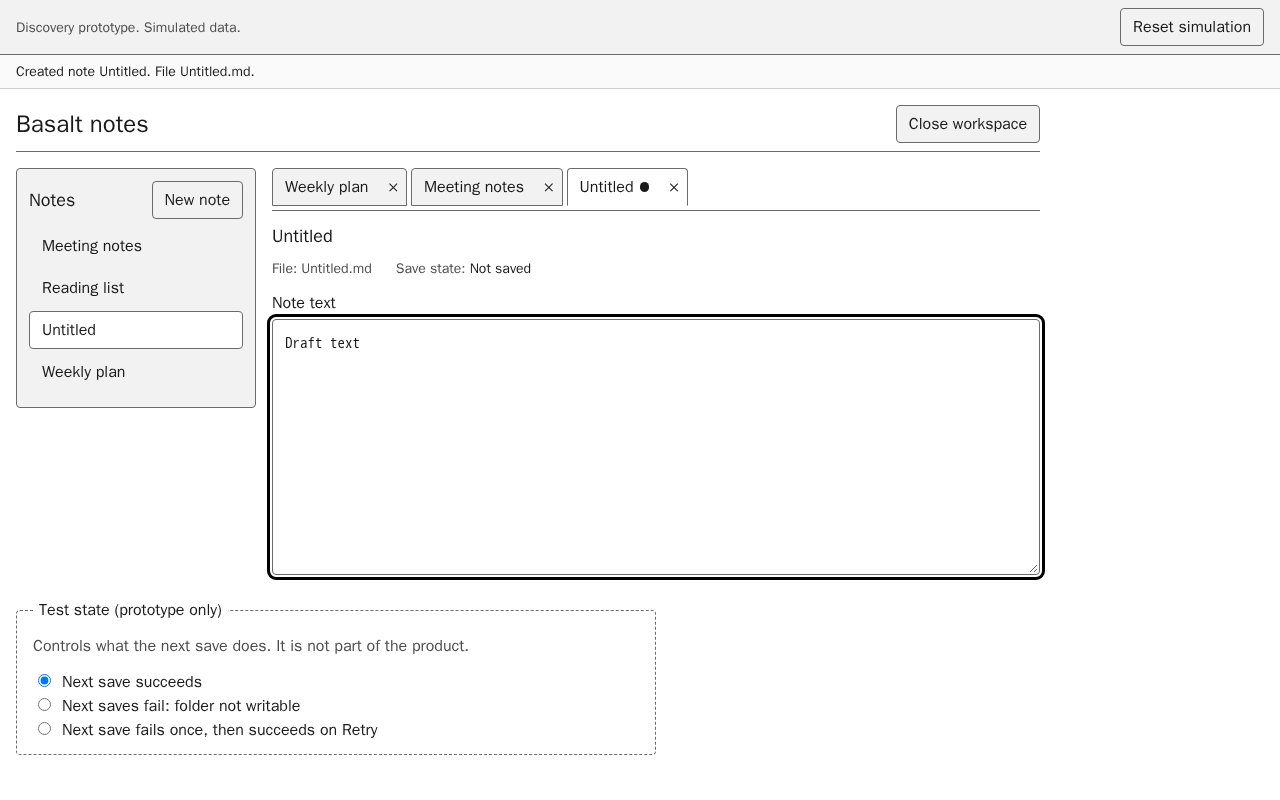 Discovery prototype. Simulated data.
Reset simulation
Created note Untitled. File Untitled.md.
Basalt notes
Close workspace
Notes
New note
Meeting notes
Reading list
Untitled
Weekly plan
Weekly plan ×
Meeting notes ×
Untitled ● ×
Untitled
File: Untitled.md Save state: Not saved
Note text
Draft text
Test state (prototype only)
Controls what the next save does. It is not part of the product.
Next save succeeds
Next saves fail: folder not writable
Next save fails once, then succeeds on Retry